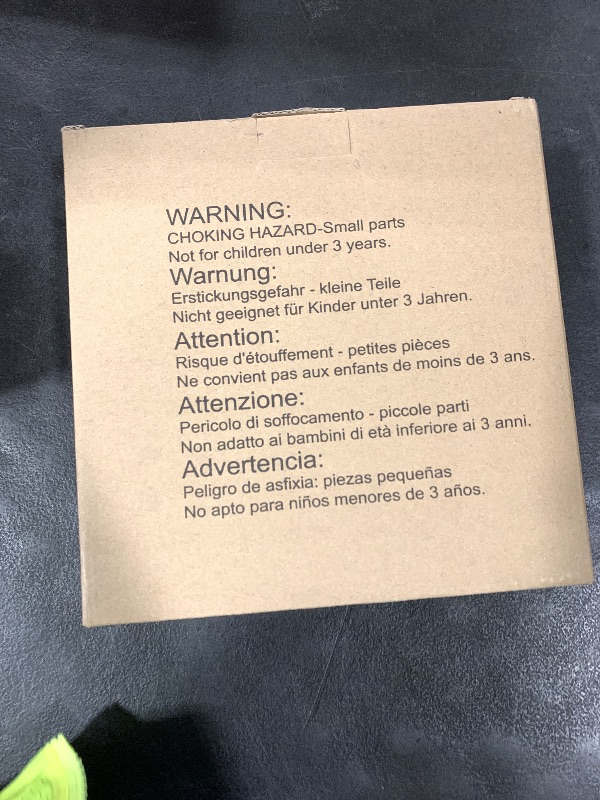 WARNING:
CHOKING HAZARD-Small parts
Not for children under 3 years.
Warnung:
Erstickungsgefahr - kleine Teile
Nicht geeignet für Kinder unter 3 Jahren.
Attention:
Risque d'étouffement - petites pièces
Ne convient pas aux enfants de moins de 3 ans.
Attenzione:
Pericolo di soffocamento - piccole parti
Non adatto ai bambini di età inferiore ai 3 anni.
Advertencia:
Peligro de asfixia: piezas pequeñas
No apto para niños menores de 3 años.